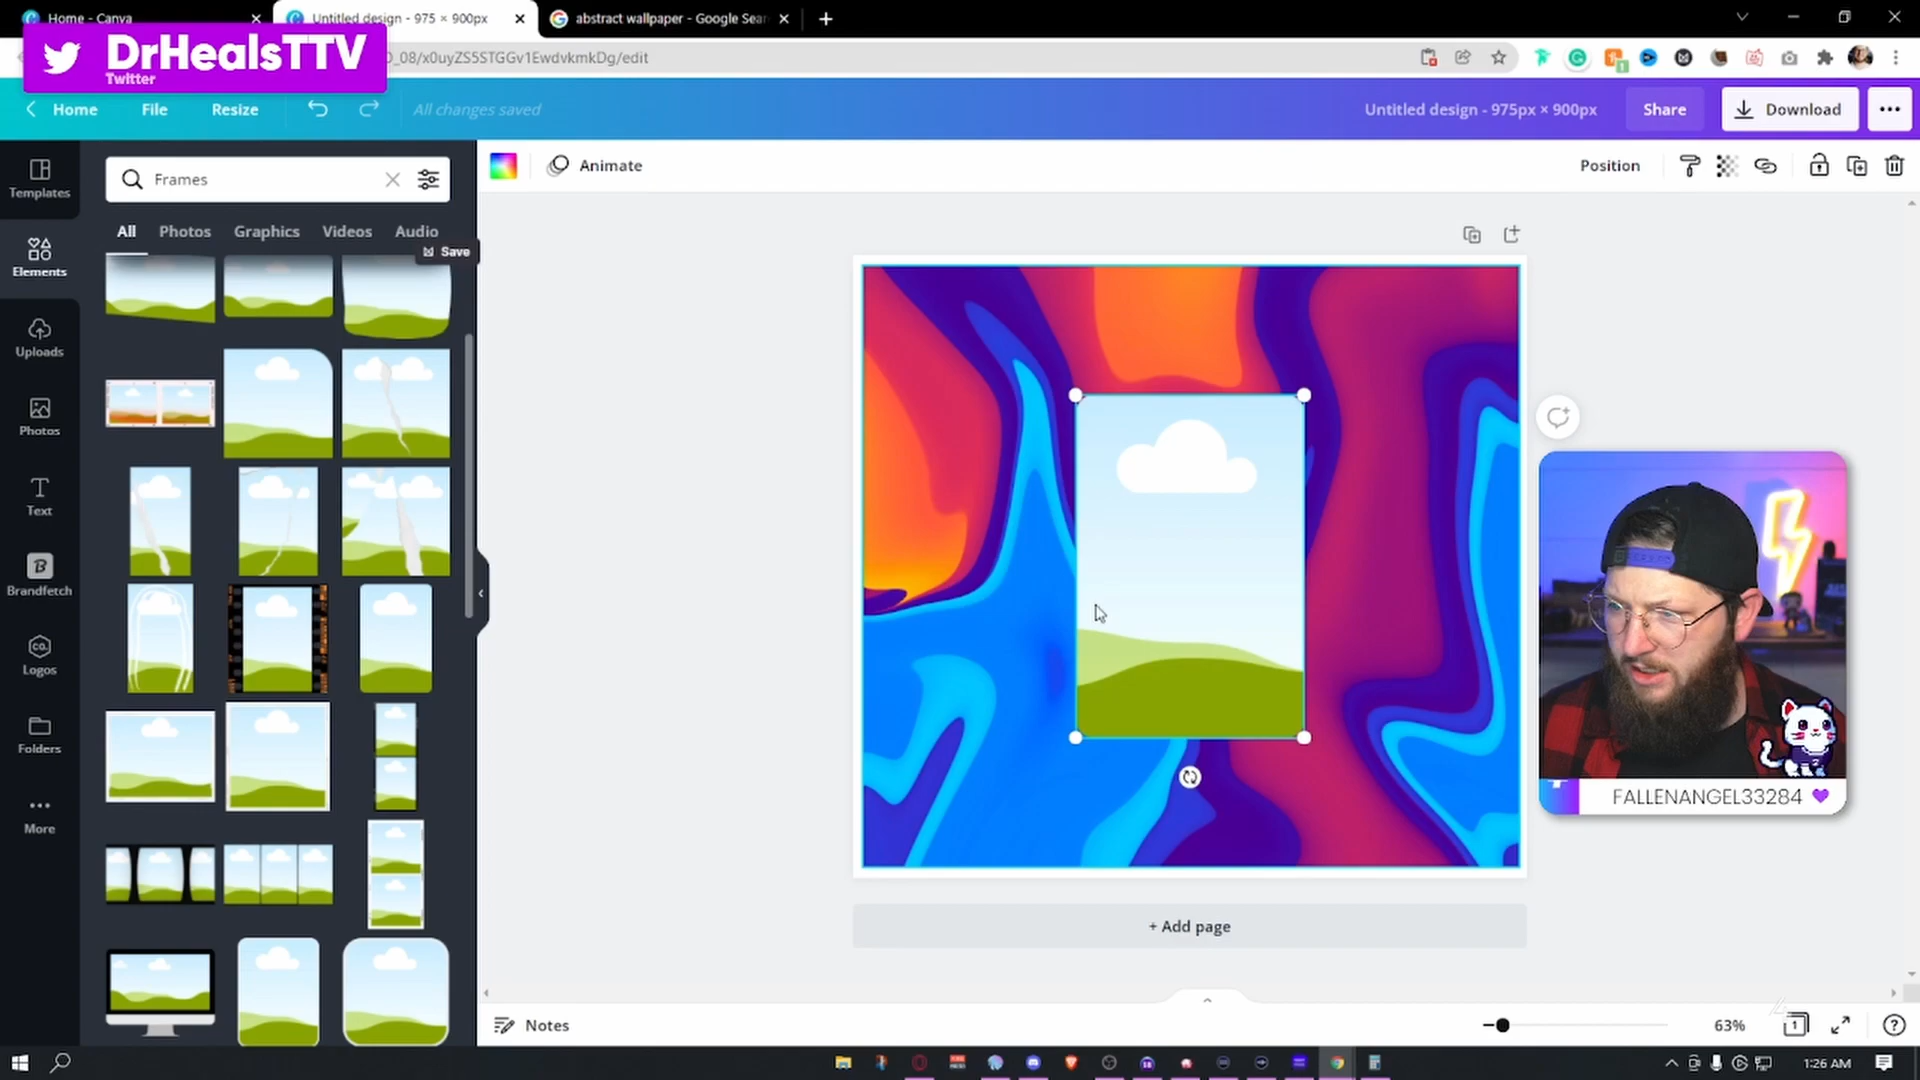 Home - Canva
Untitled design - 975 × 900px
abstract wallpaper - Google Sear
DrHealsTTV
Twitter
_08/x0uyZS5STGGv1EwdvkmkDg/edit
Home
File
Resize
All changes saved
Untitled design - 975px × 900px
Share
Download
Templates
Elements
Uploads
Photos
Text
Brandfetch
Logos
Folders
More
Frames
All
Photos
Graphics
Videos
Audio
Save
Animate
Position
FALLENANGEL33284
+ Add page
Notes
63%
1
1:26 AM